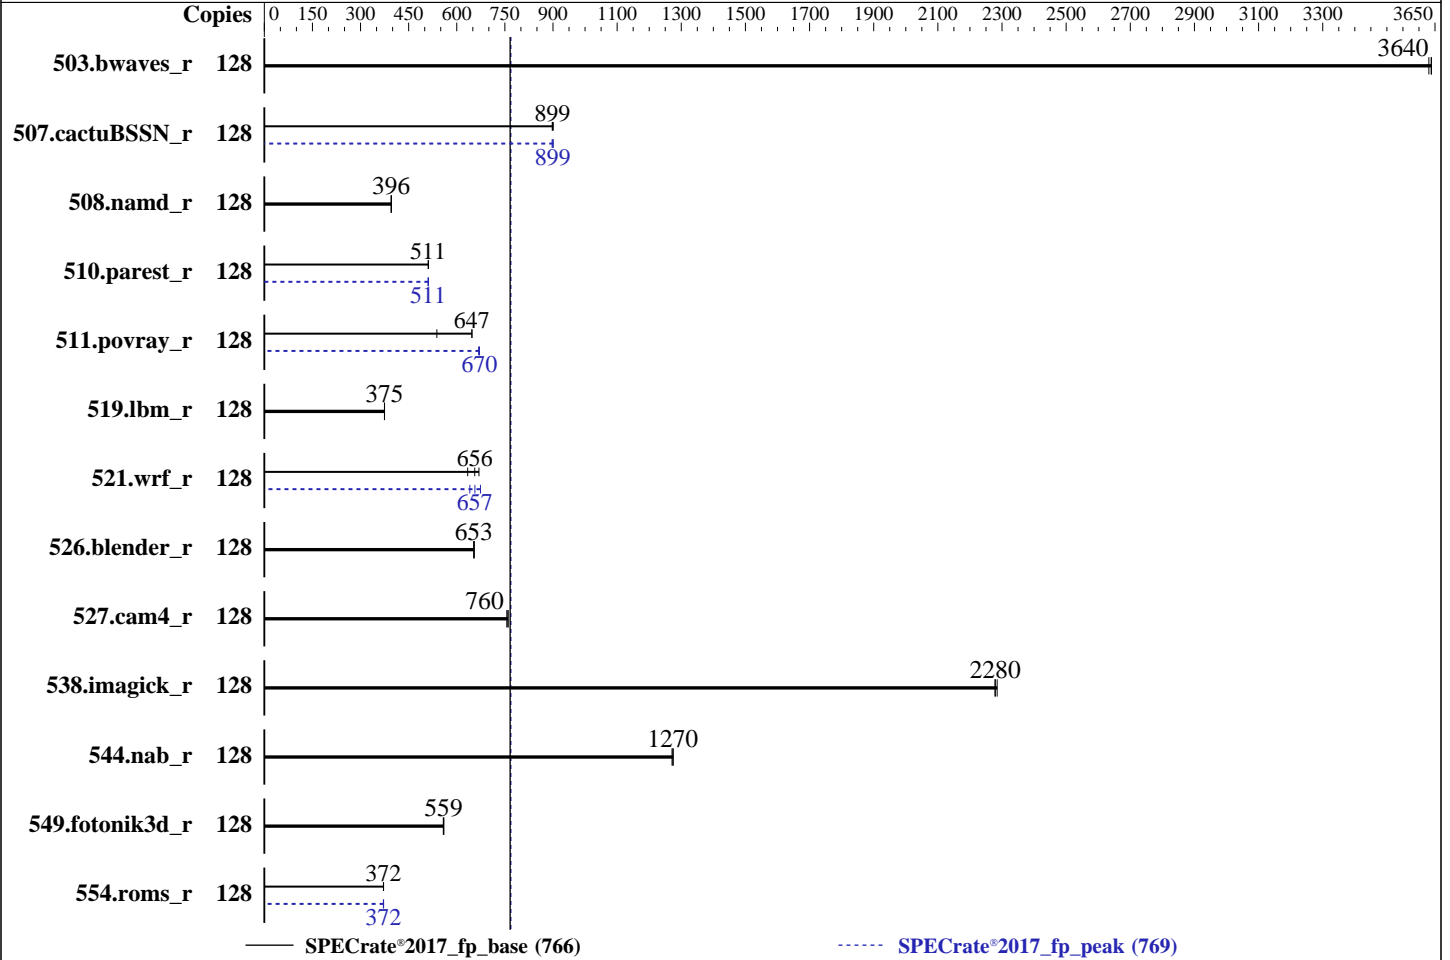 Copies 0 150 300 450 600 750 900 1100 1300 1500 1700 1900 2100 2300 2500 2700 2900 3100 3300 3650
503.bwaves_r 128 3640
507.cactuBSSN_r 128 899
899
508.namd_r 128 396
510.parest_r 128 511
511
511.povray_r 128 647
670
519.lbm_r 128 375
521.wrf_r 128 656
657
526.blender_r 128 653
527.cam4_r 128 760
538.imagick_r 128 2280
544.nab_r 128 1270
549.fotonik3d_r 128 559
554.roms_r 128 372
372
SPECrate®2017_fp_base (766) SPECrate®2017_fp_peak (769)